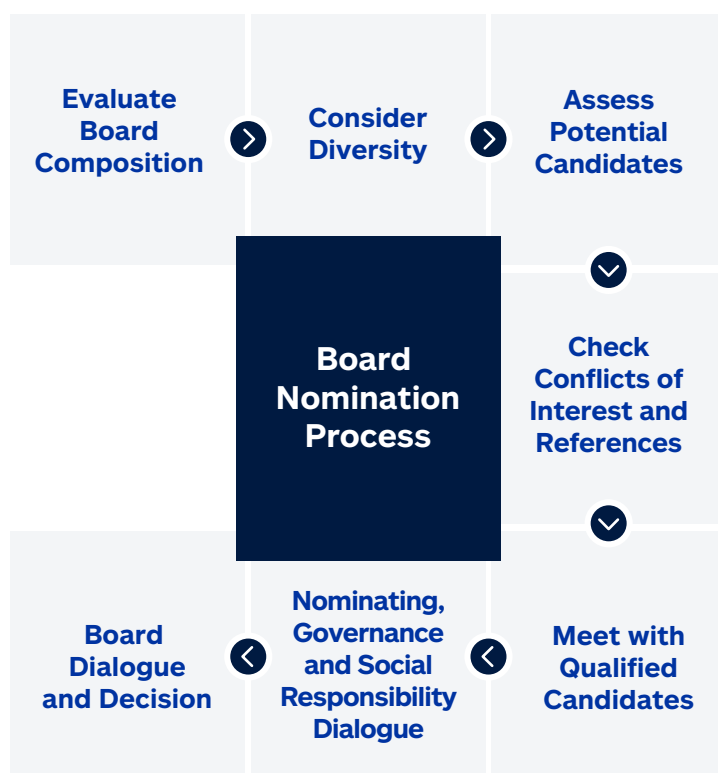 Evaluate
Board
Composition
Consider
Diversity
Assess
Potential
Candidates
Board
Nomination
Process
Check
Conflicts of
Interest and
References
Meet with
Qualified
Candidates
Nominating,
Governance
and Social
Responsibility
Dialogue
Board
Dialogue
and Decision